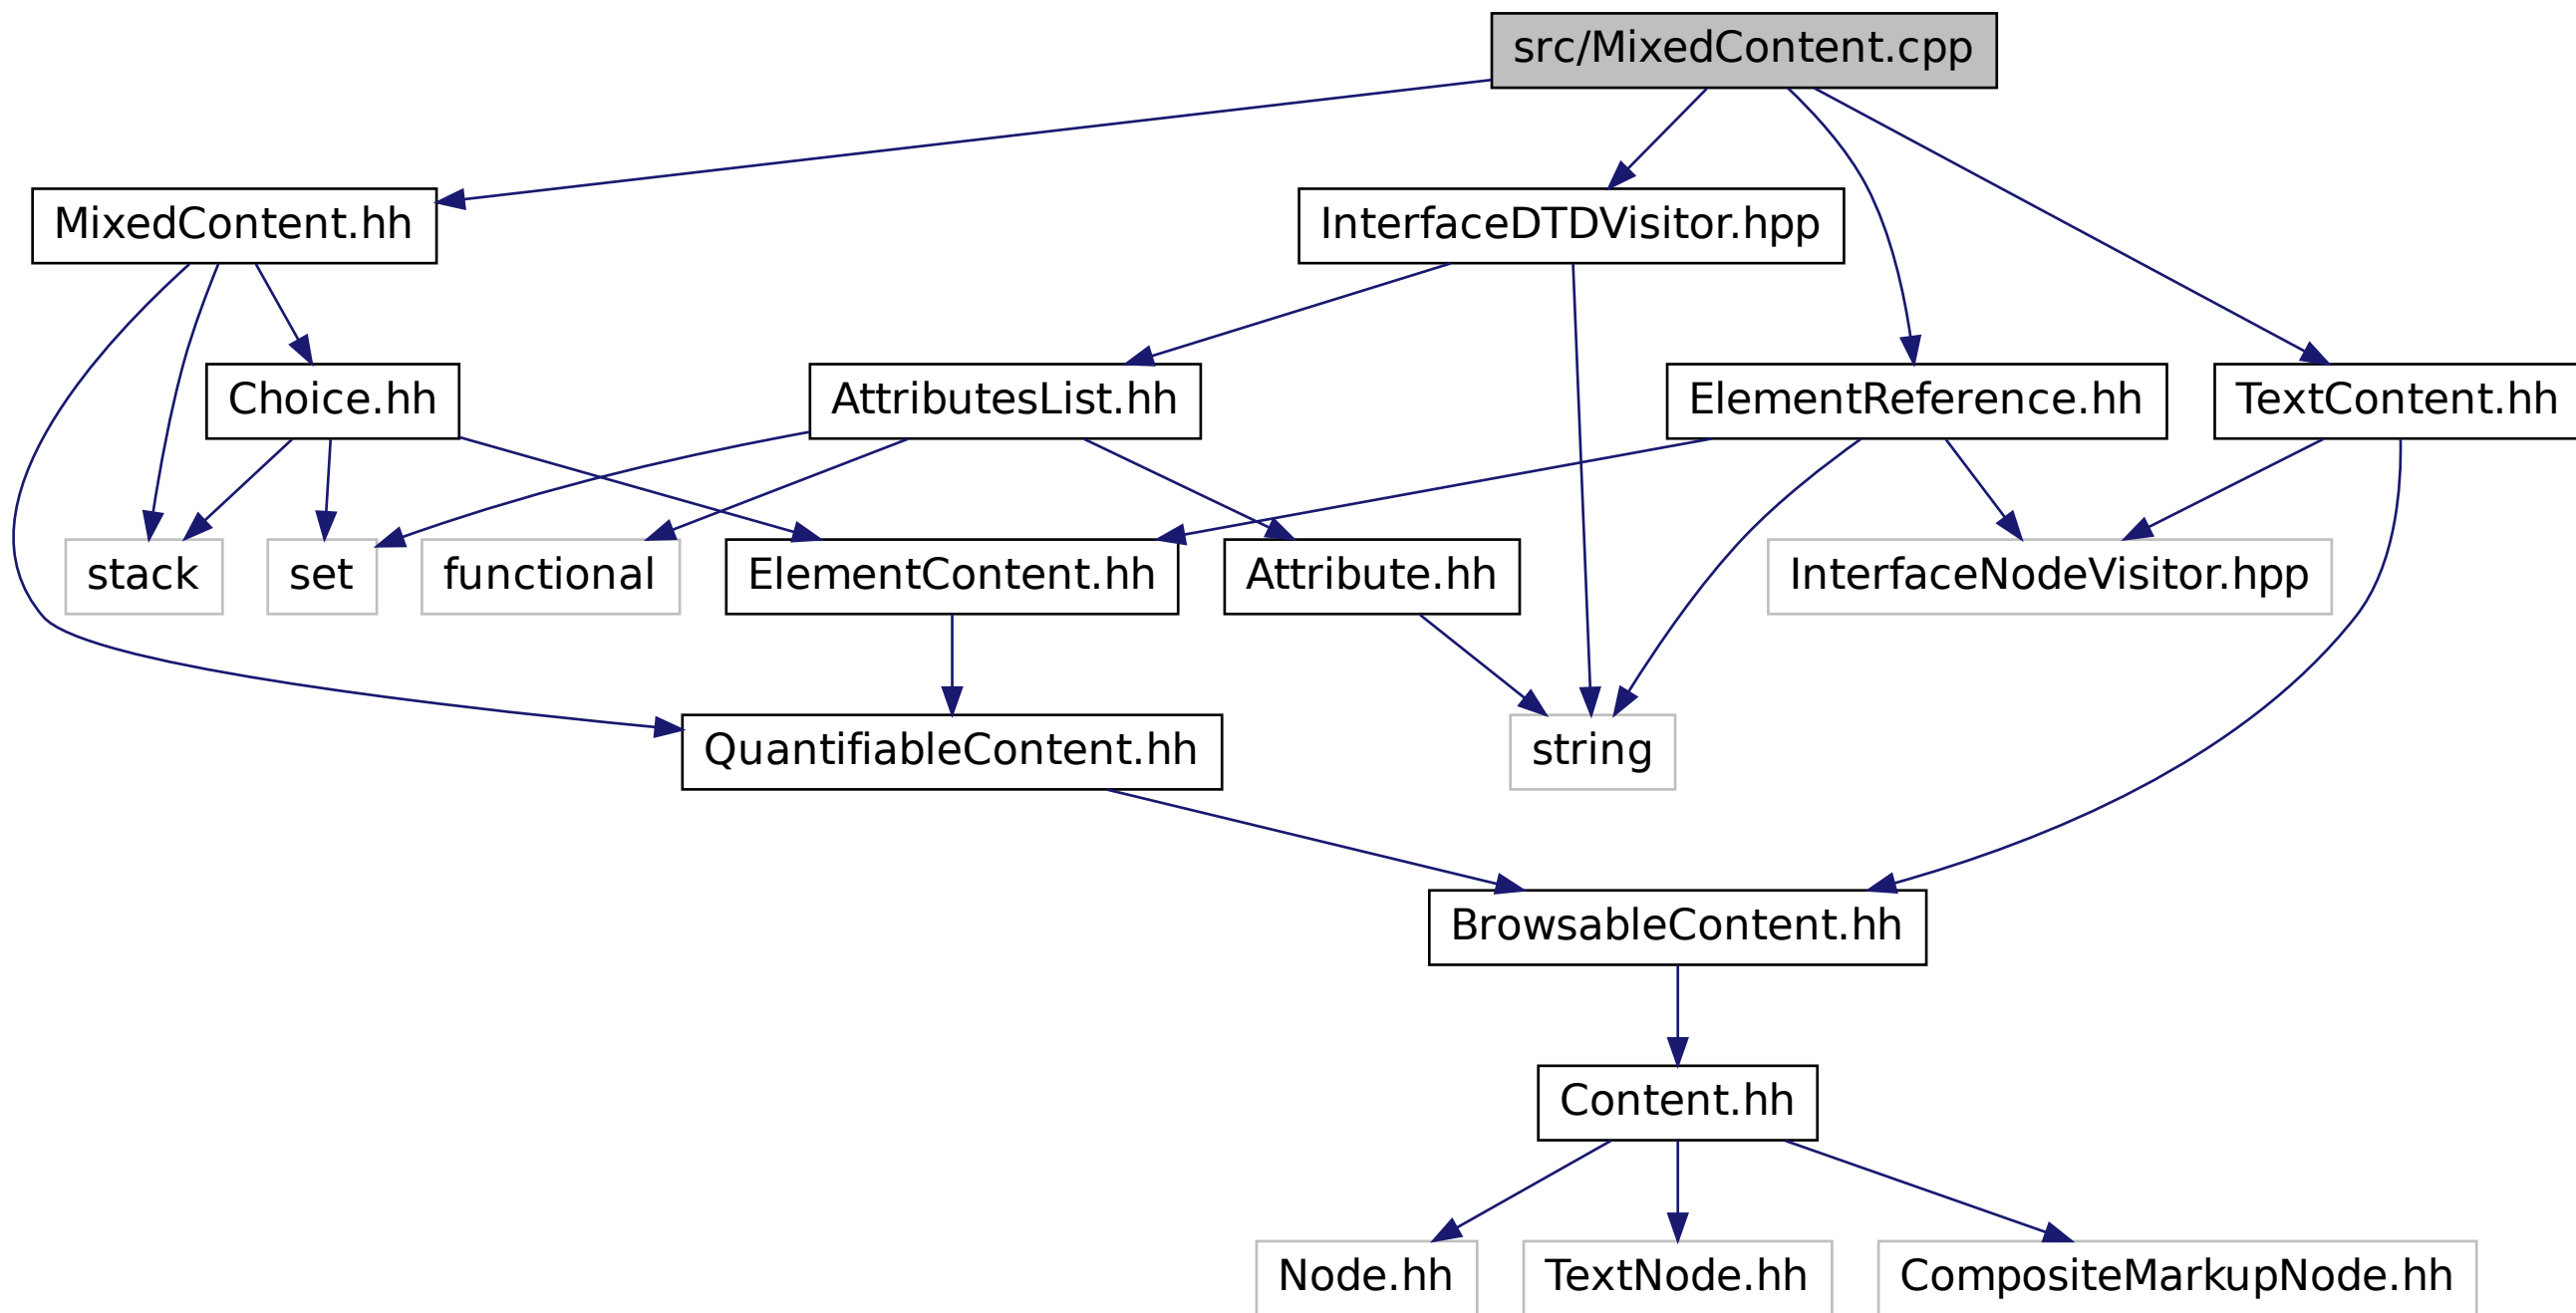 src/MixedContent.cpp
MixedContent.hh
InterfaceDTDVisitor.hpp
Choice.hh
AttributesList.hh
ElementReference.hh
TextContent.hh
stack
set
functional
ElementContent.hh
Attribute.hh
InterfaceNodeVisitor.hpp
QuantifiableContent.hh
string
BrowsableContent.hh
Content.hh
Node.hh
TextNode.hh
CompositeMarkupNode.hh